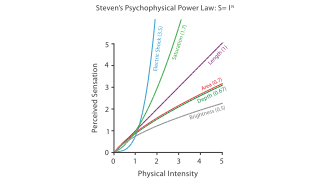 Steven's Psychophysical Power Law: S= Iⁿ
Electric Shock (3.5)
Saturation (1.7)
Length (1)
Area (0.7)
Depth (0.67)
Brightness (0.5)
Perceived Sensation
5
4
3
2
1
0
0 1 2 3 4 5
Physical Intensity